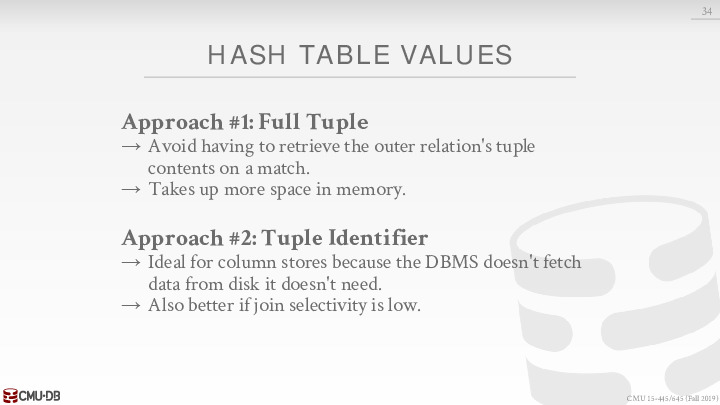 34
HASH TABLE VALUES
Approach #1: Full Tuple
→ Avoid having to retrieve the outer relation's tuple
contents on a match.
→ Takes up more space in memory.
Approach #2: Tuple Identifier
→ Ideal for column stores because the DBMS doesn't fetch
data from disk it doesn't need.
→ Also better if join selectivity is low.
CMU·DB
CMU 15-445/645 (Fall 2019)